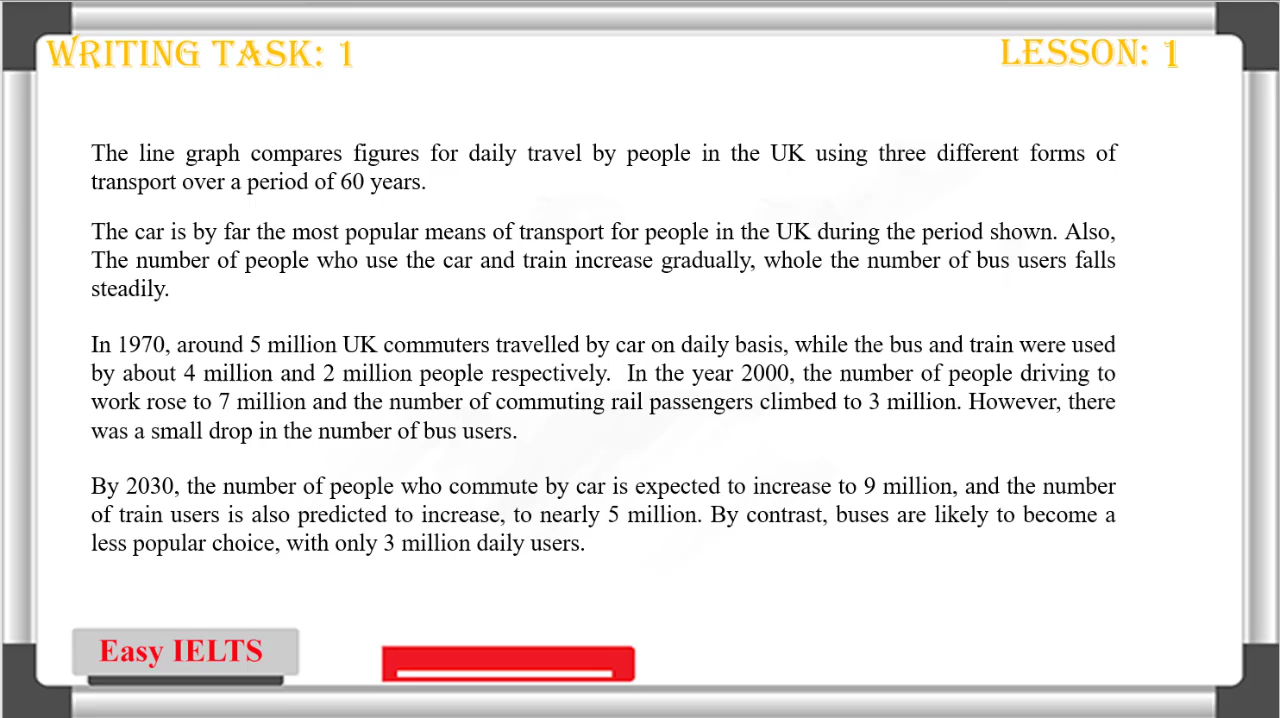 WRITING TASK: 1
LESSON: 1
The line graph compares figures for daily travel by people in the UK using three different forms of
transport over a period of 60 years.
The car is by far the most popular means of transport for people in the UK during the period shown. Also,
The number of people who use the car and train increase gradually, whole the number of bus users falls
steadily.
In 1970, around 5 million UK commuters travelled by car on daily basis, while the bus and train were used
by about 4 million and 2 million people respectively. In the year 2000, the number of people driving to
work rose to 7 million and the number of commuting rail passengers climbed to 3 million. However, there
was a small drop in the number of bus users.
By 2030, the number of people who commute by car is expected to increase to 9 million, and the number
of train users is also predicted to increase, to nearly 5 million. By contrast, buses are likely to become a
less popular choice, with only 3 million daily users.
Easy IELTS